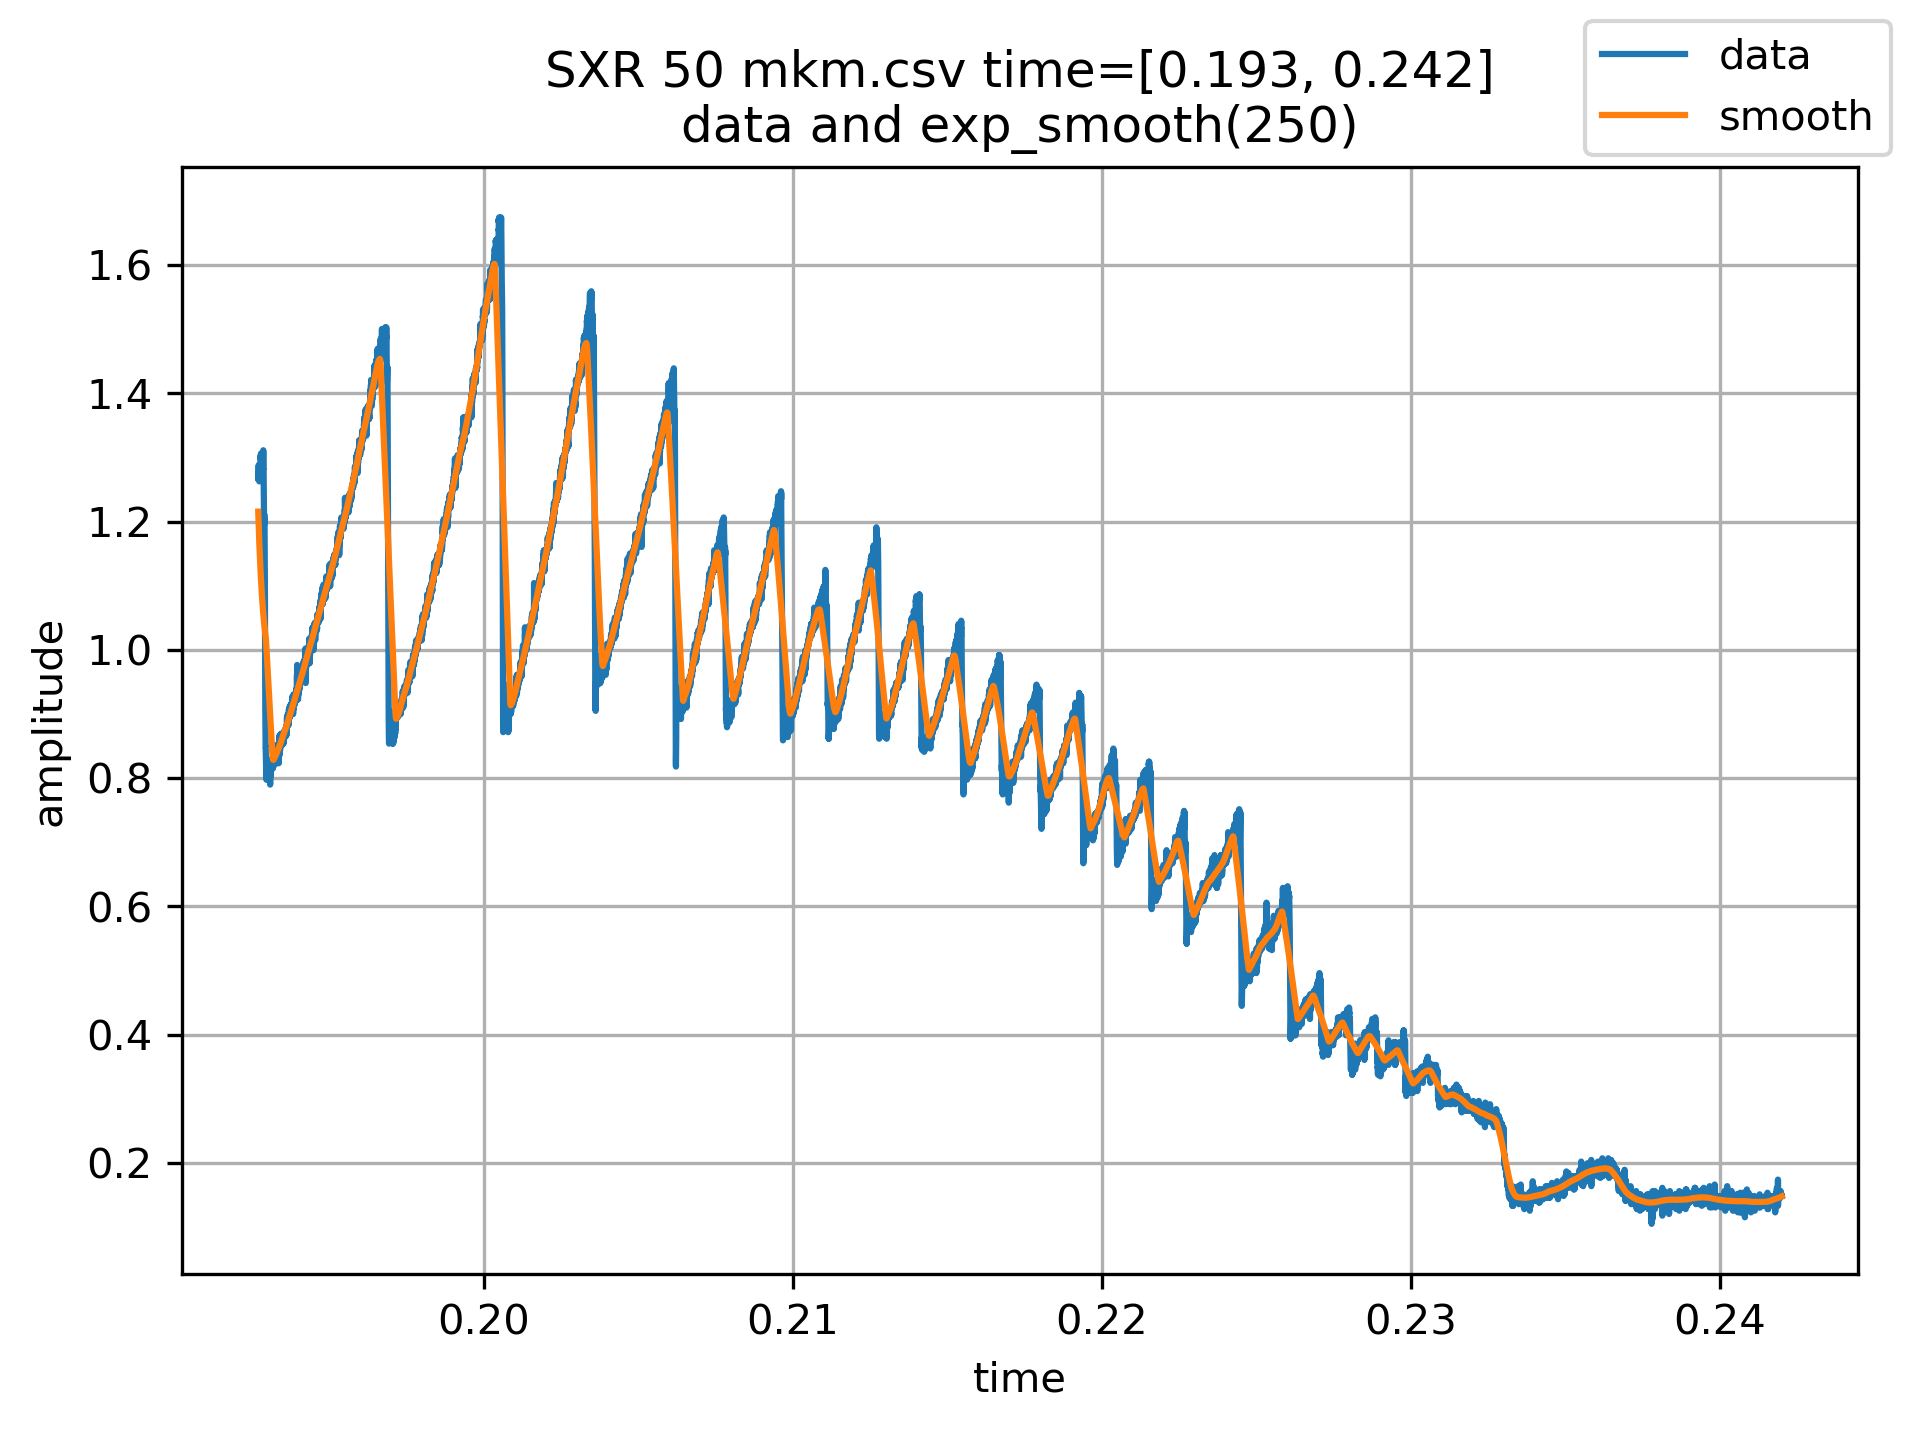 SXR 50 mkm.csv time=[0.193, 0.242]
data and exp_smooth(250)
data
smooth
amplitude
1.6
1.4
1.2
1.0
0.8
0.6
0.4
0.2
0.20 0.21 0.22 0.23 0.24
time